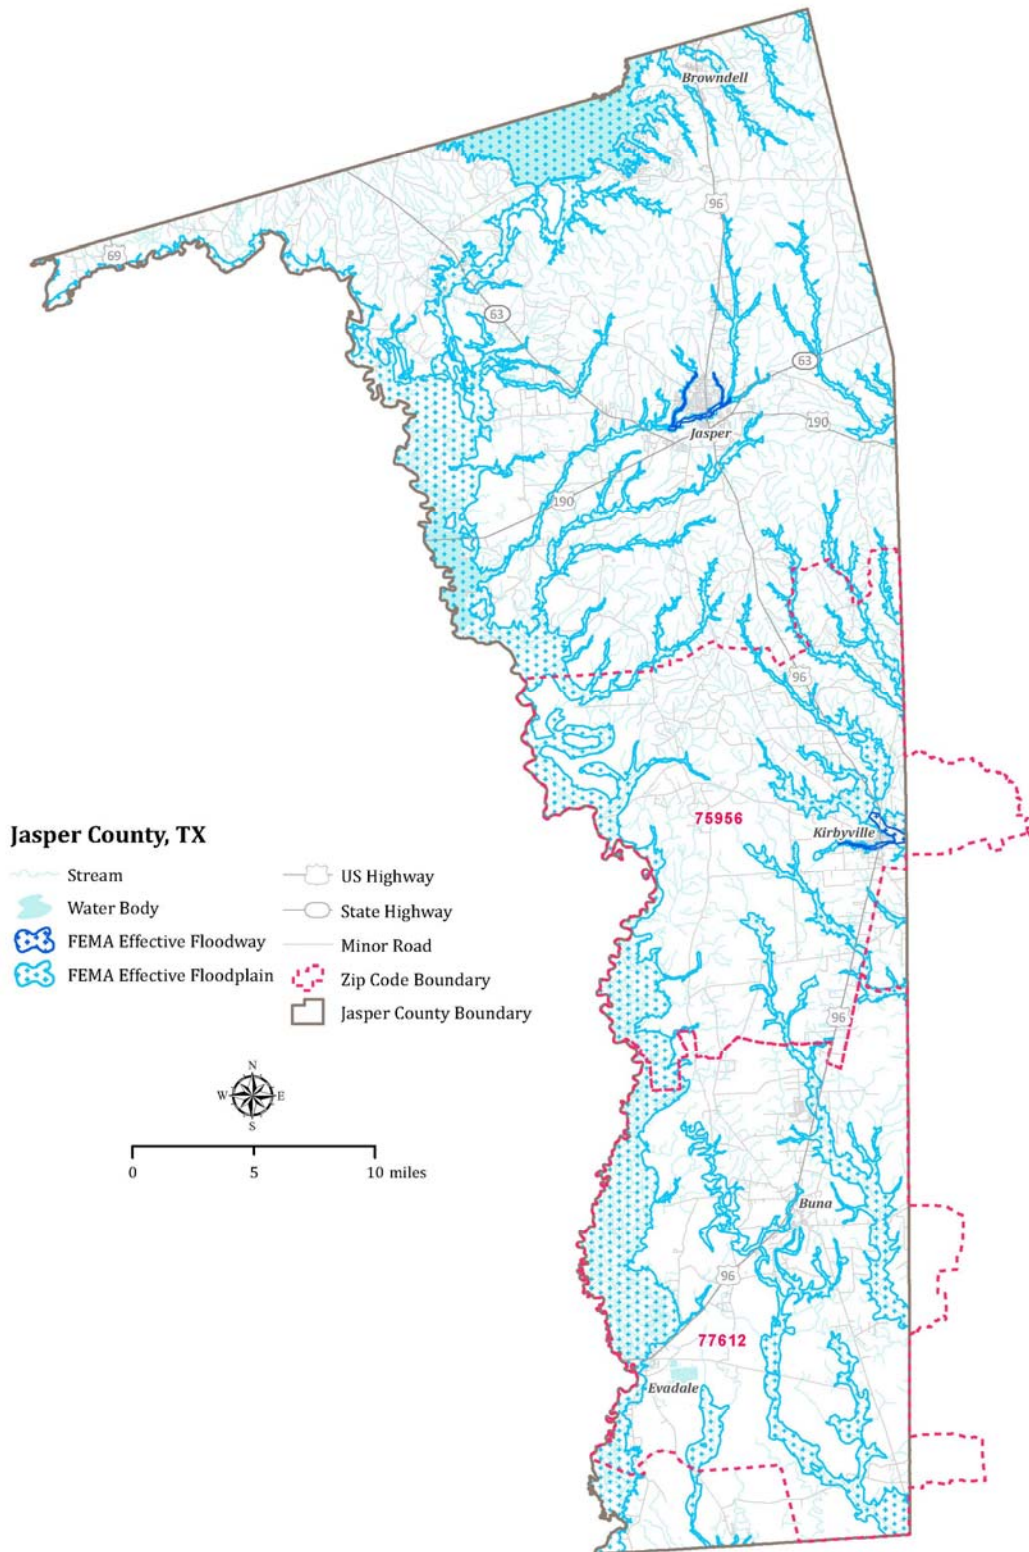 Browndell
96
69
63
63
Jasper
190
190
96
75956
Kirbyville
Jasper County, TX
Stream
Water Body
FEMA Effective Floodway
FEMA Effective Floodplain
US Highway
State Highway
Minor Road
Zip Code Boundary
Jasper County Boundary
96
N
W E
S
0 5 10 miles
Buna
96
77612
Evadale